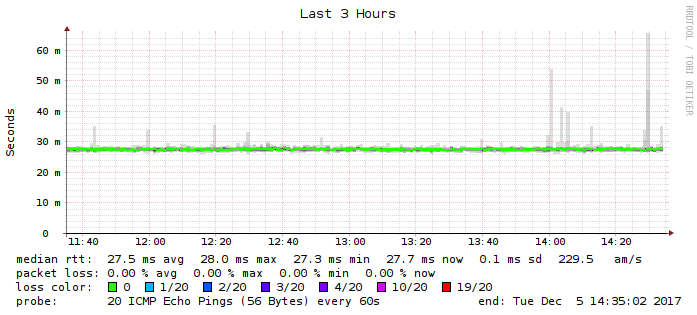 Last 3 Hours
RRDTOOL / TOBI OETIKER
Seconds
60 m
50 m
40 m
30 m
20 m
10 m
0
11:40 12:00 12:20 12:40 13:00 13:20 13:40 14:00 14:20
median rtt: 27.5 ms avg 28.0 ms max 27.3 ms min 27.7 ms now 0.1 ms sd 229.5 am/s
packet loss: 0.00 % avg 0.00 % max 0.00 % min 0.00 % now
loss color: 0 1/20 2/20 3/20 4/20 10/20 19/20
probe: 20 ICMP Echo Pings (56 Bytes) every 60s end: Tue Dec 5 14:35:02 2017